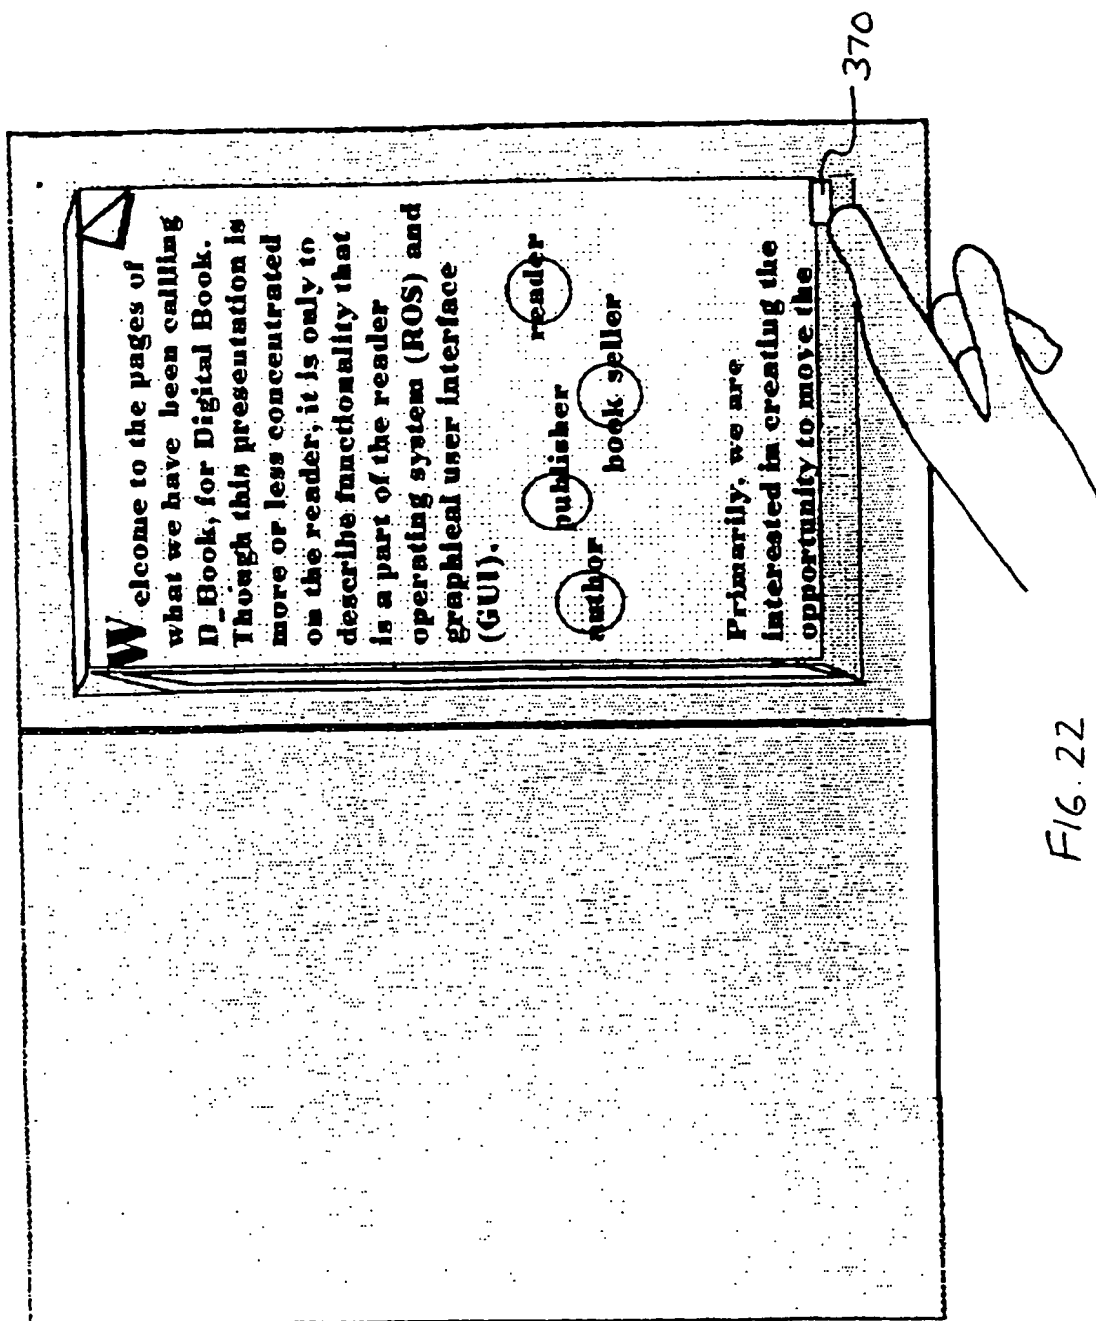 Welcome to the pages of
what we have been calling
D_Book, for Digital Book.
Though this presentation is
more or less concentrated
on the reader, it is only to
describe functionality that
is a part of the reader
operating system (ROS) and
graphical user interface
(GUI).
reader
publisher
author
book seller
Primarily, we are
interested in creating the
opportunity to move the
370
FIG. 22